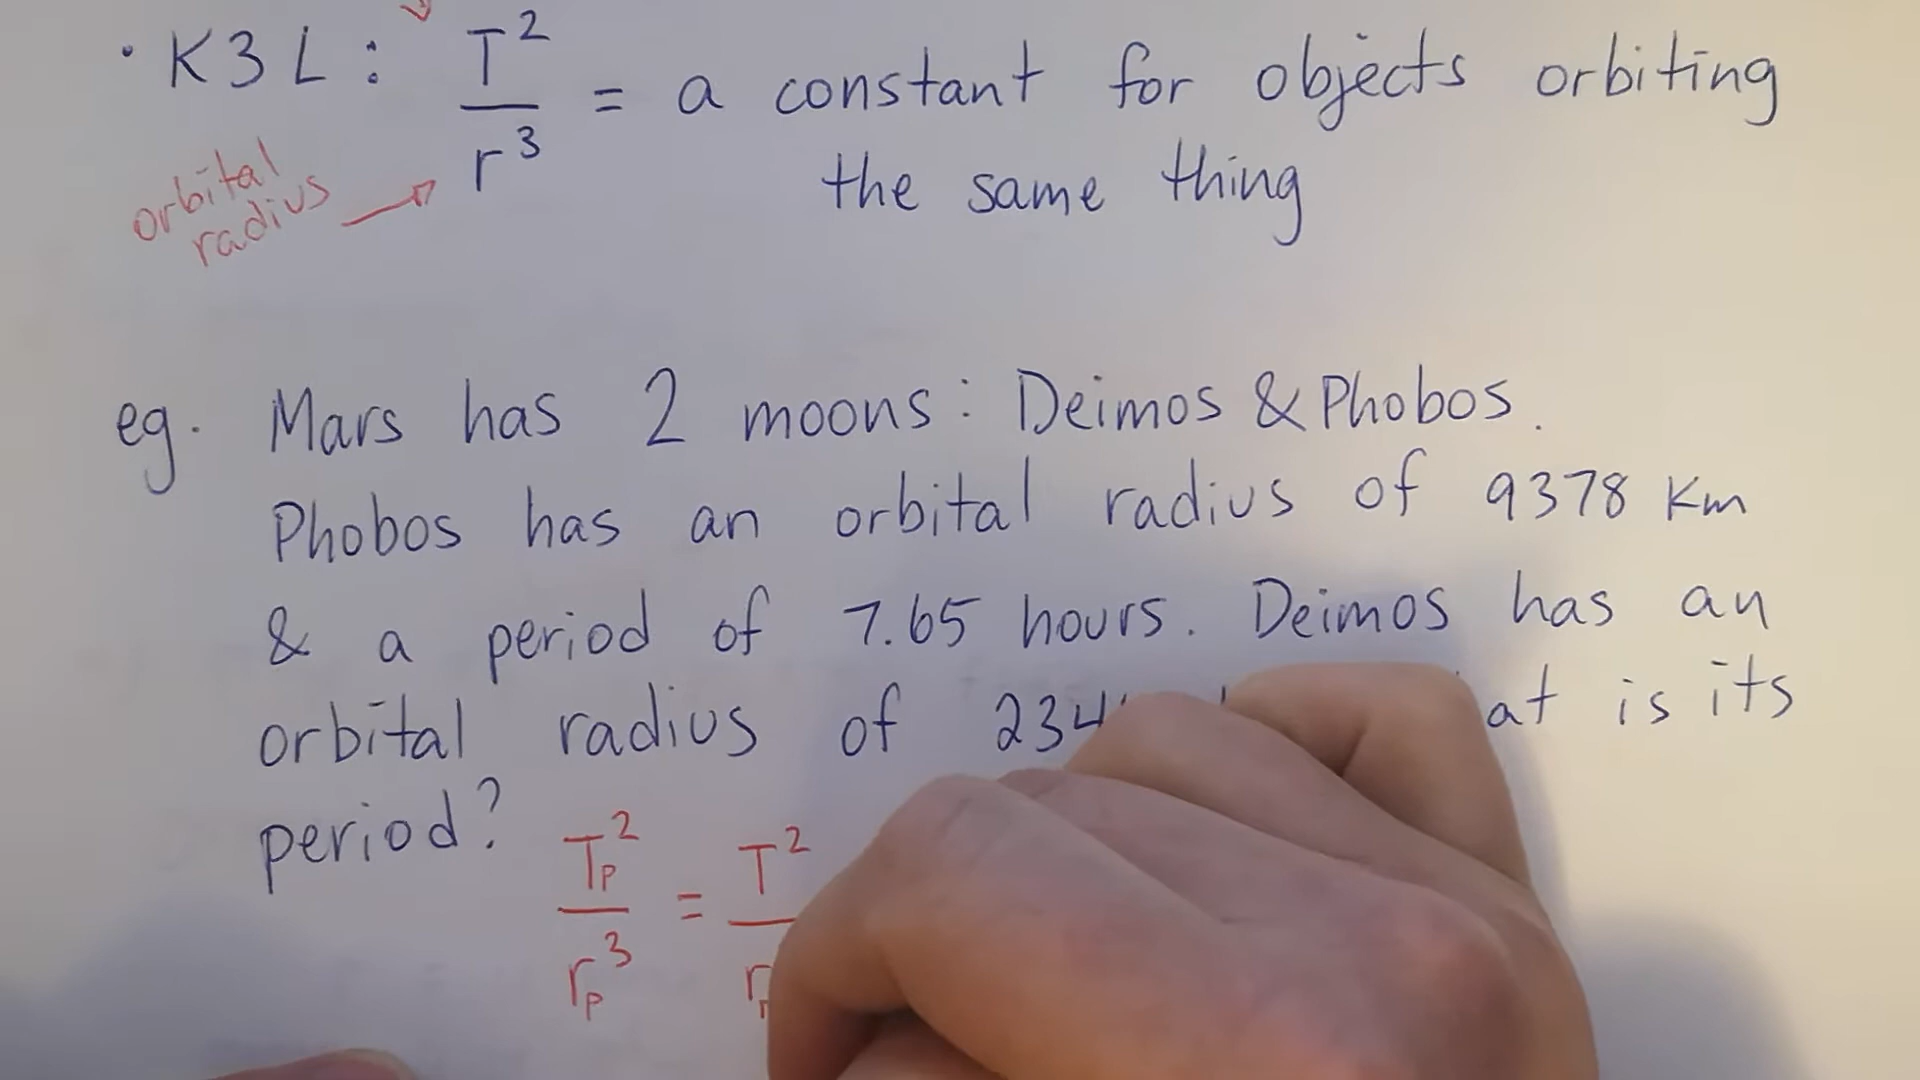 · K3L: T²/r³ = a constant for objects orbiting
the same thing
orbital
radius →
eg. Mars has 2 moons: Deimos & Phobos.
Phobos has an orbital radius of 9378 km
& a period of 7.65 hours. Deimos has an
orbital radius of is its
period?
Tp²/rp³ = T²/r